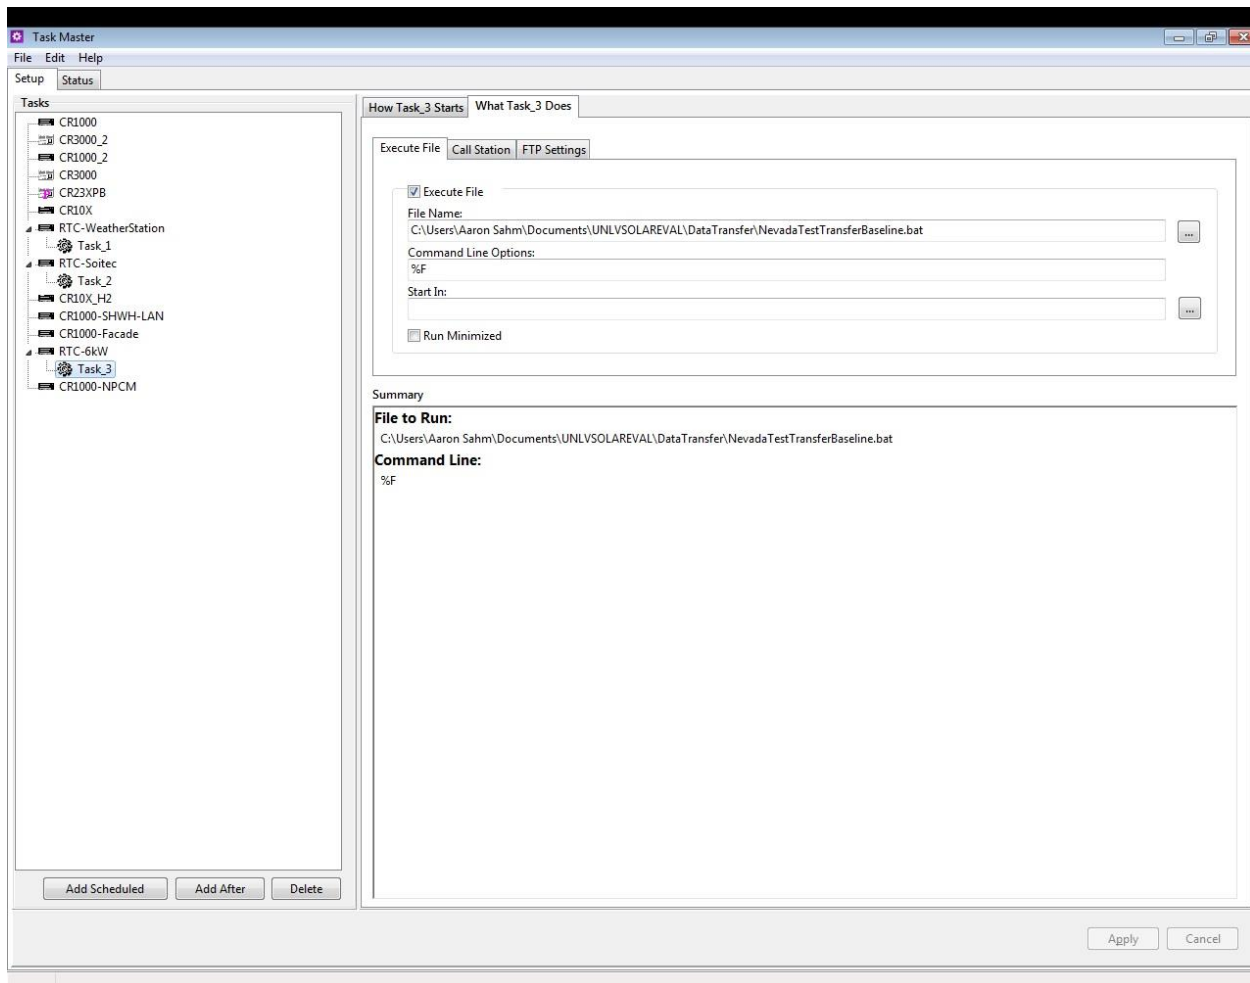 Task Master
File Edit Help
Setup Status
Tasks
CR1000
CR3000_2
CR1000_2
CR3000
CR23XPB
CR10X
RTC-WeatherStation
Task_1
RTC-Soitec
Task_2
CR10X_H2
CR1000-SHWH-LAN
CR1000-Facade
RTC-6kW
Task_3
CR1000-NPCM
Add Scheduled Add After Delete
How Task_3 Starts What Task_3 Does
Execute File Call Station FTP Settings
Execute File
File Name:
C:\Users\Aaron Sahm\Documents\UNLVSOLAREVAL\DataTransfer\NevadaTestTransferBaseline.bat
...
Command Line Options:
%F
Start In:
...
Run Minimized
Summary
File to Run:
C:\Users\Aaron Sahm\Documents\UNLVSOLAREVAL\DataTransfer\NevadaTestTransferBaseline.bat
Command Line:
%F
Apply Cancel